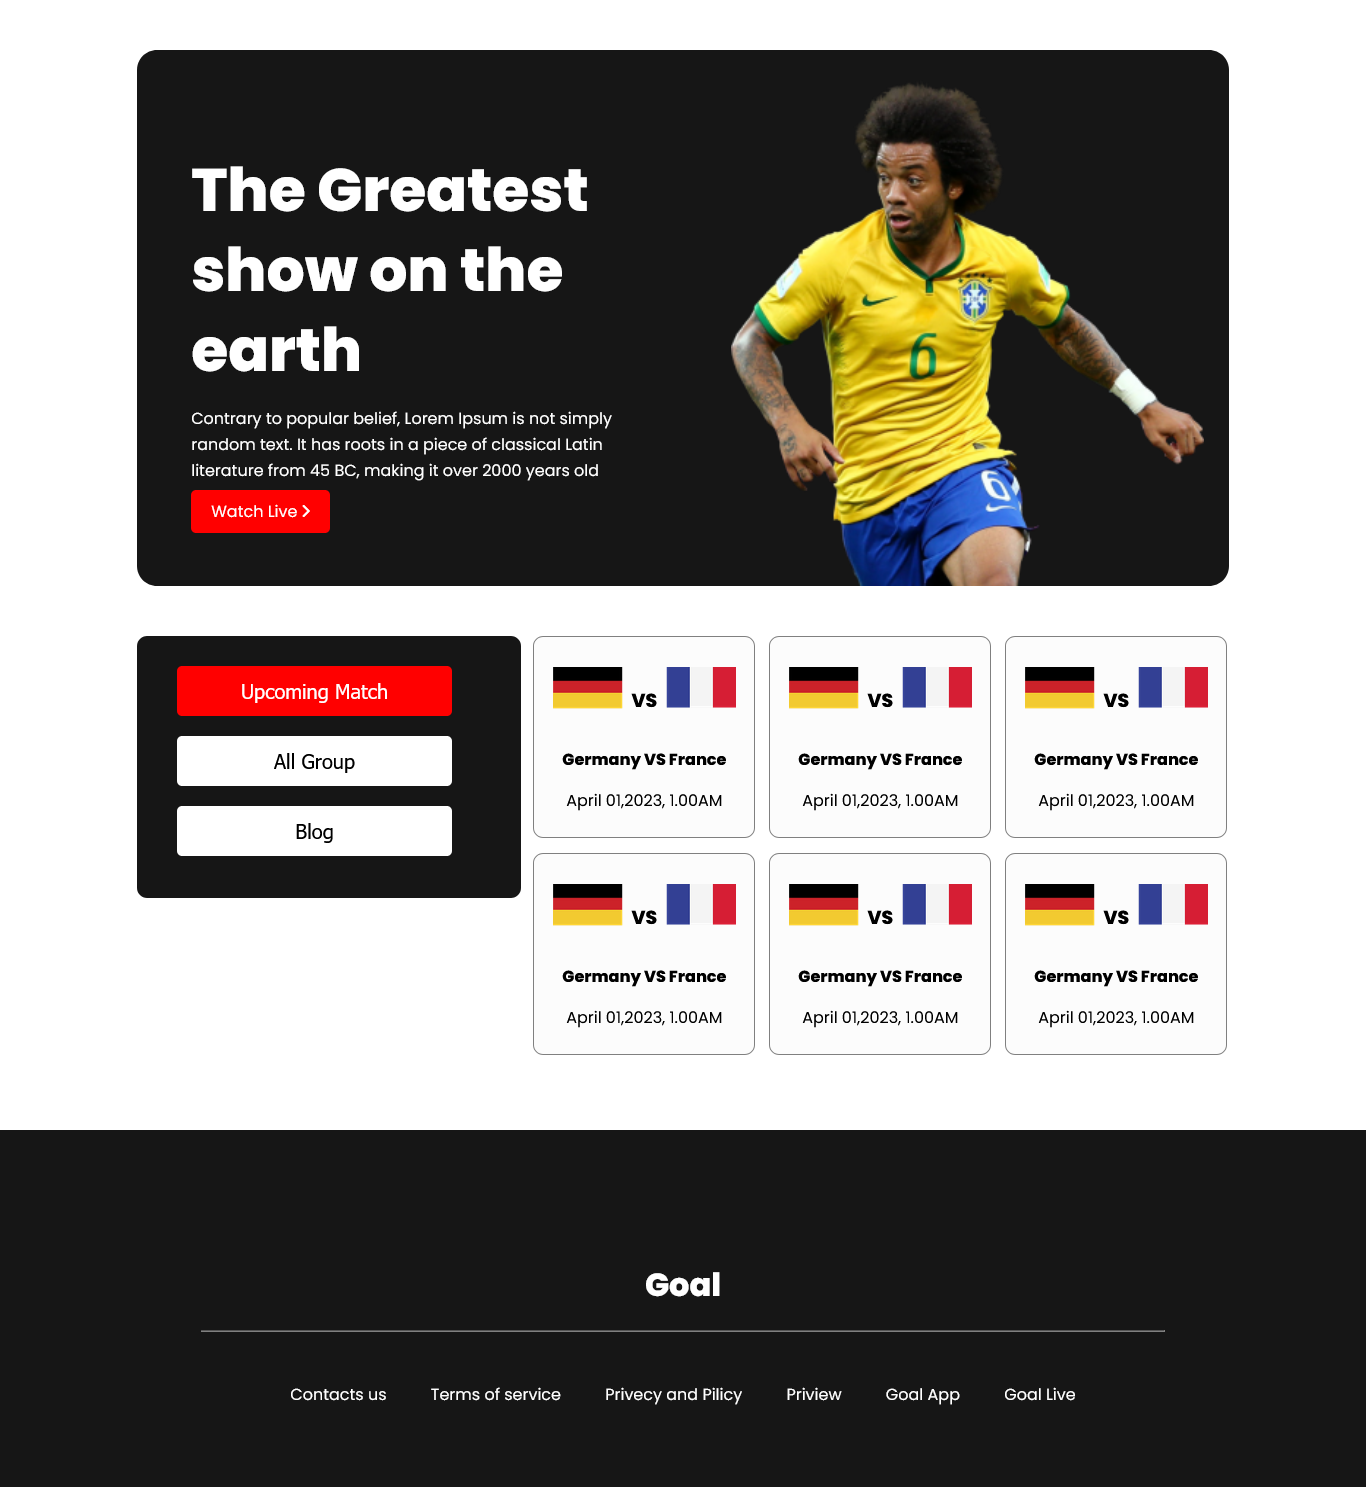 The Greatest
show on the
earth
Contrary to popular belief, Lorem Ipsum is not simply
random text. It has roots in a piece of classical Latin
literature from 45 BC, making it over 2000 years old
Watch Live
6
6
Upcoming Match
All Group
Blog
VS
Germany VS France
April 01,2023, 1.00AM
VS
Germany VS France
April 01,2023, 1.00AM
VS
Germany VS France
April 01,2023, 1.00AM
VS
Germany VS France
April 01,2023, 1.00AM
VS
Germany VS France
April 01,2023, 1.00AM
VS
Germany VS France
April 01,2023, 1.00AM
Goal
Contacts us
Terms of service
Privecy and Pilicy
Priview
Goal App
Goal Live